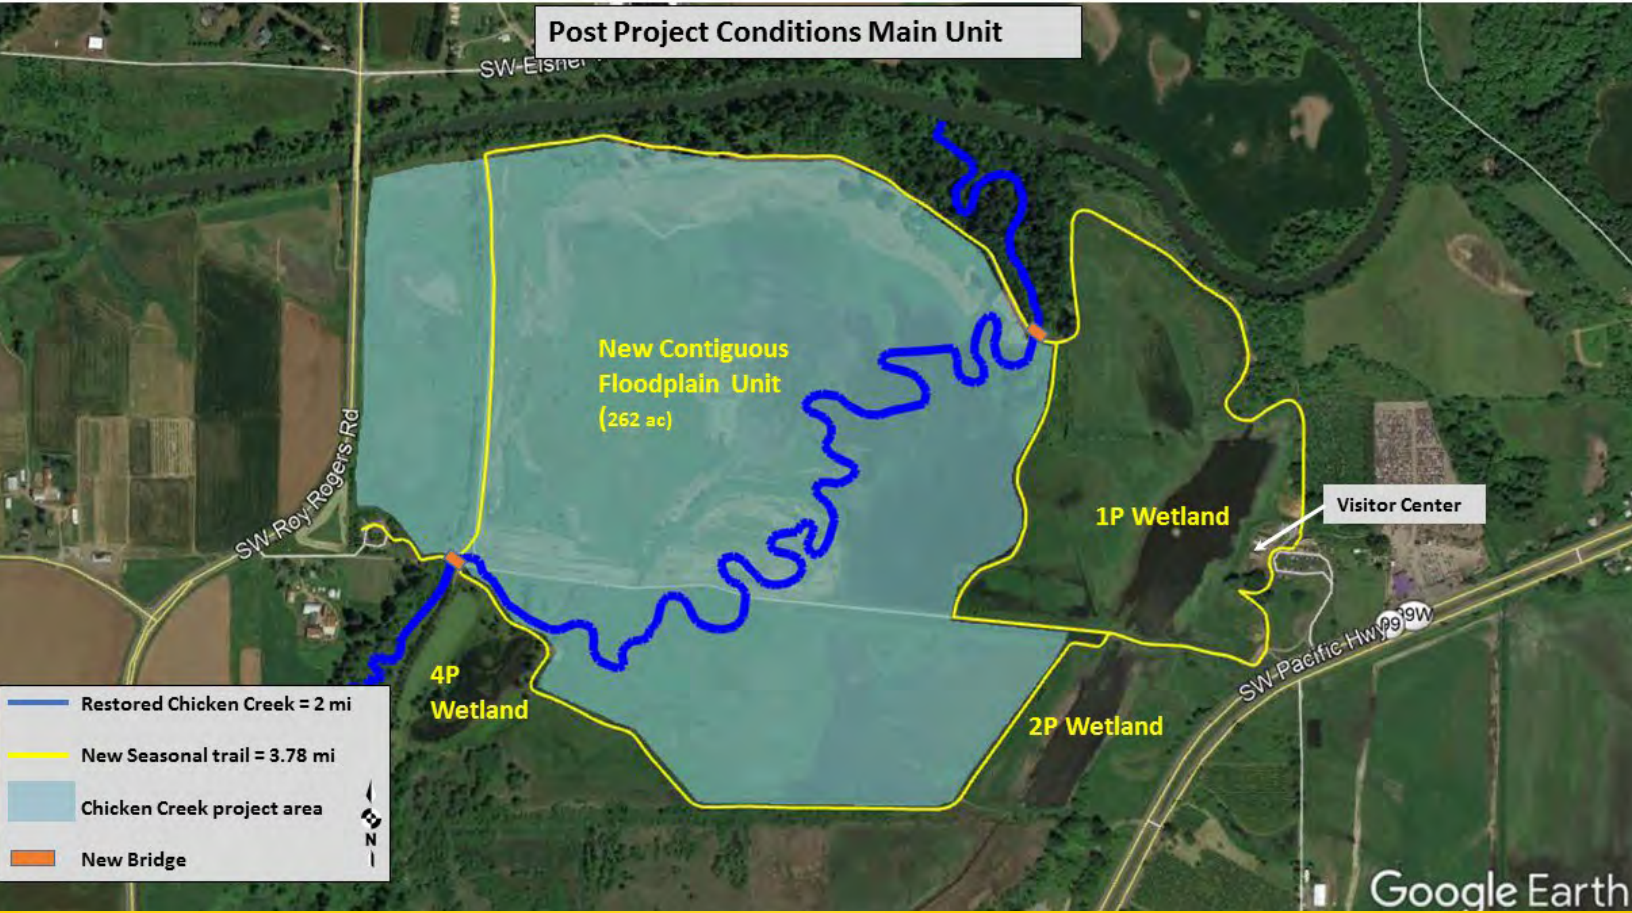 Post Project Conditions Main Unit
SW Elsner
New Contiguous
Floodplain Unit
(262 ac)
SW Roy Rogers Rd
1P Wetland
Visitor Center
SW Pacific Hwy
99
99W
4P
Wetland
2P Wetland
Restored Chicken Creek = 2 mi
New Seasonal trail = 3.78 mi
Chicken Creek project area
N
New Bridge
Google Earth